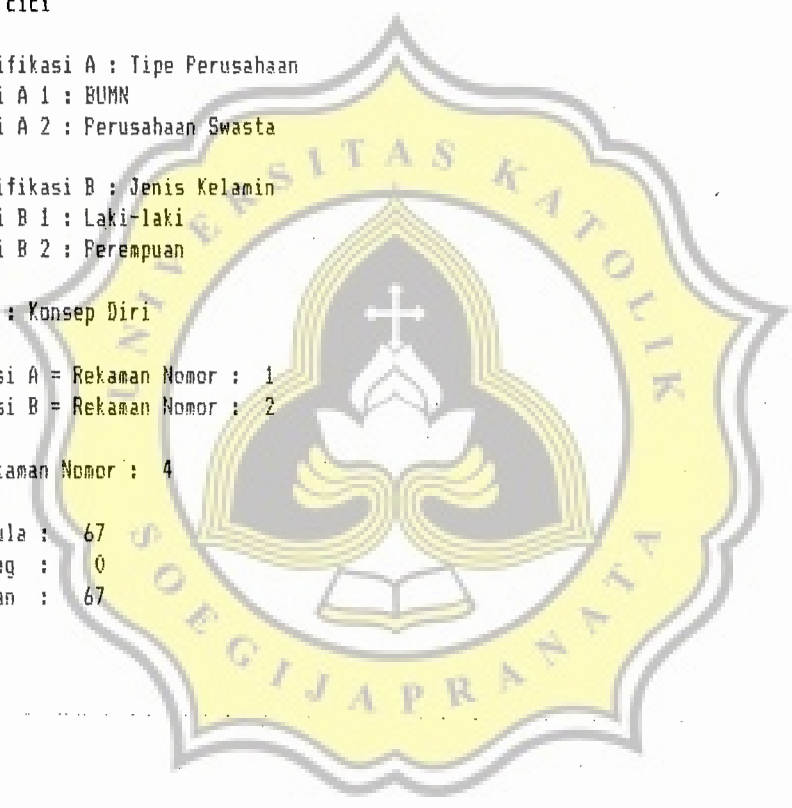 cici
ifikasi A : Tipe Perusahaan
i A 1 : BUMN
i A 2 : Perusahaan Swasta
ifikasi B : Jenis Kelamin
i B 1 : Laki-laki
i B 2 : Perempuan
: Konsep Diri
si A = Rekaman Nomor : 1
si B = Rekaman Nomor : 2
kaman Nomor : 4
ula : 67
eg : 0
an : 67
UNIVERSITAS KATOLIK
SOEGIJAPRANATA